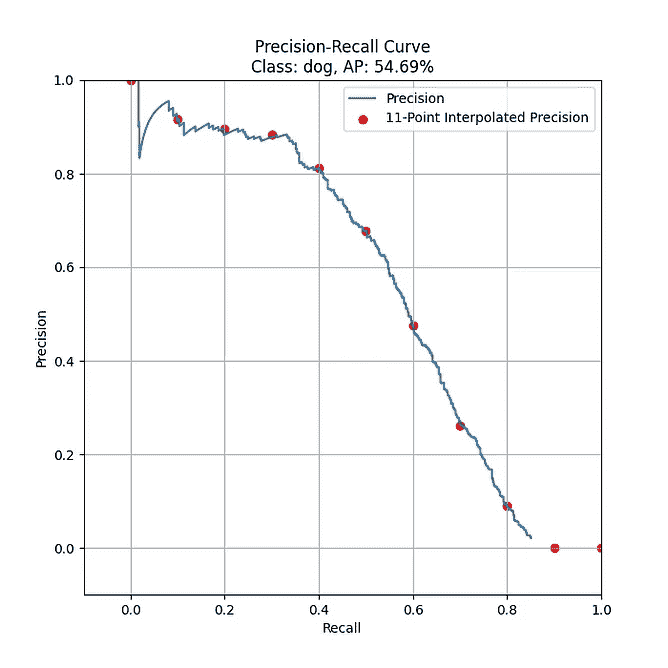 Precision-Recall Curve
Class: dog, AP: 54.69%
Precision
11-Point Interpolated Precision
1.0
0.8
0.6
0.4
0.2
0.0
Precision
0.0 0.2 0.4 0.6 0.8 1.0
Recall